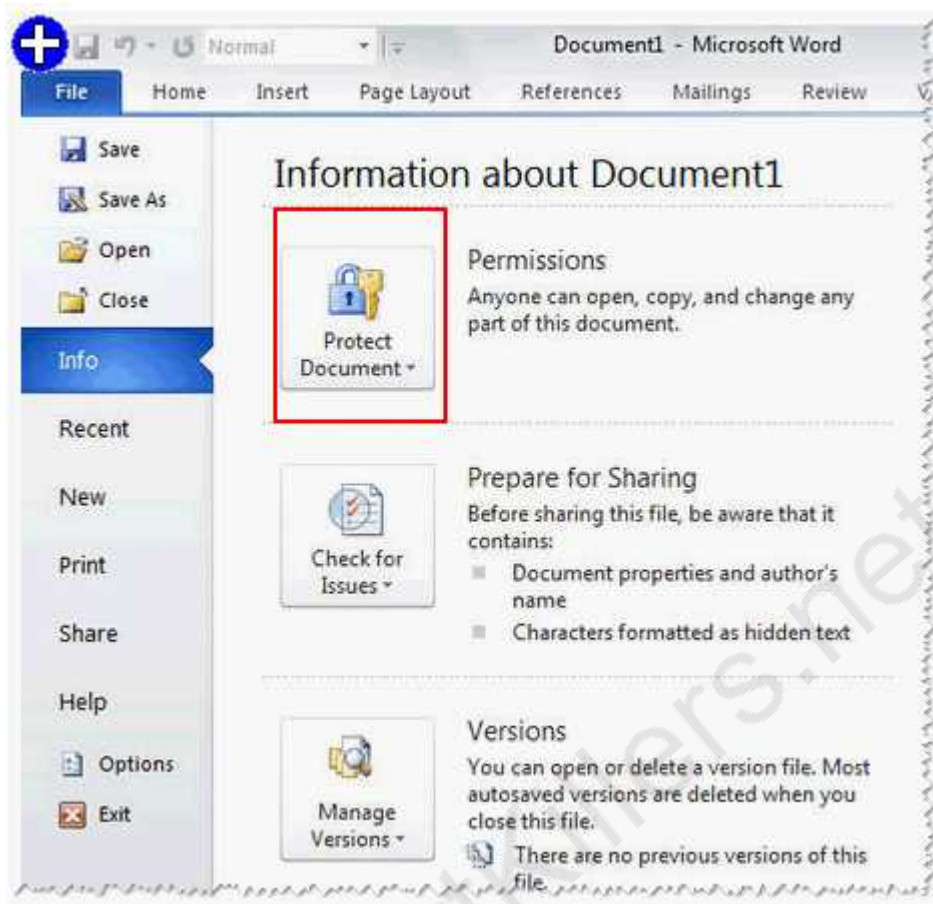 Normal
Document1 - Microsoft Word
File Home Insert Page Layout References Mailings Review
Save
Save As
Open
Close
Info
Recent
New
Print
Share
Help
Options
Exit
Information about Document1
Protect
Document
Permissions
Anyone can open, copy, and change any
part of this document.
Check for
Issues
Prepare for Sharing
Before sharing this file, be aware that it
contains:
Document properties and author's
name
Characters formatted as hidden text
Manage
Versions
Versions
You can open or delete a version file. Most
autosaved versions are deleted when you
close this file.
There are no previous versions of this
file.